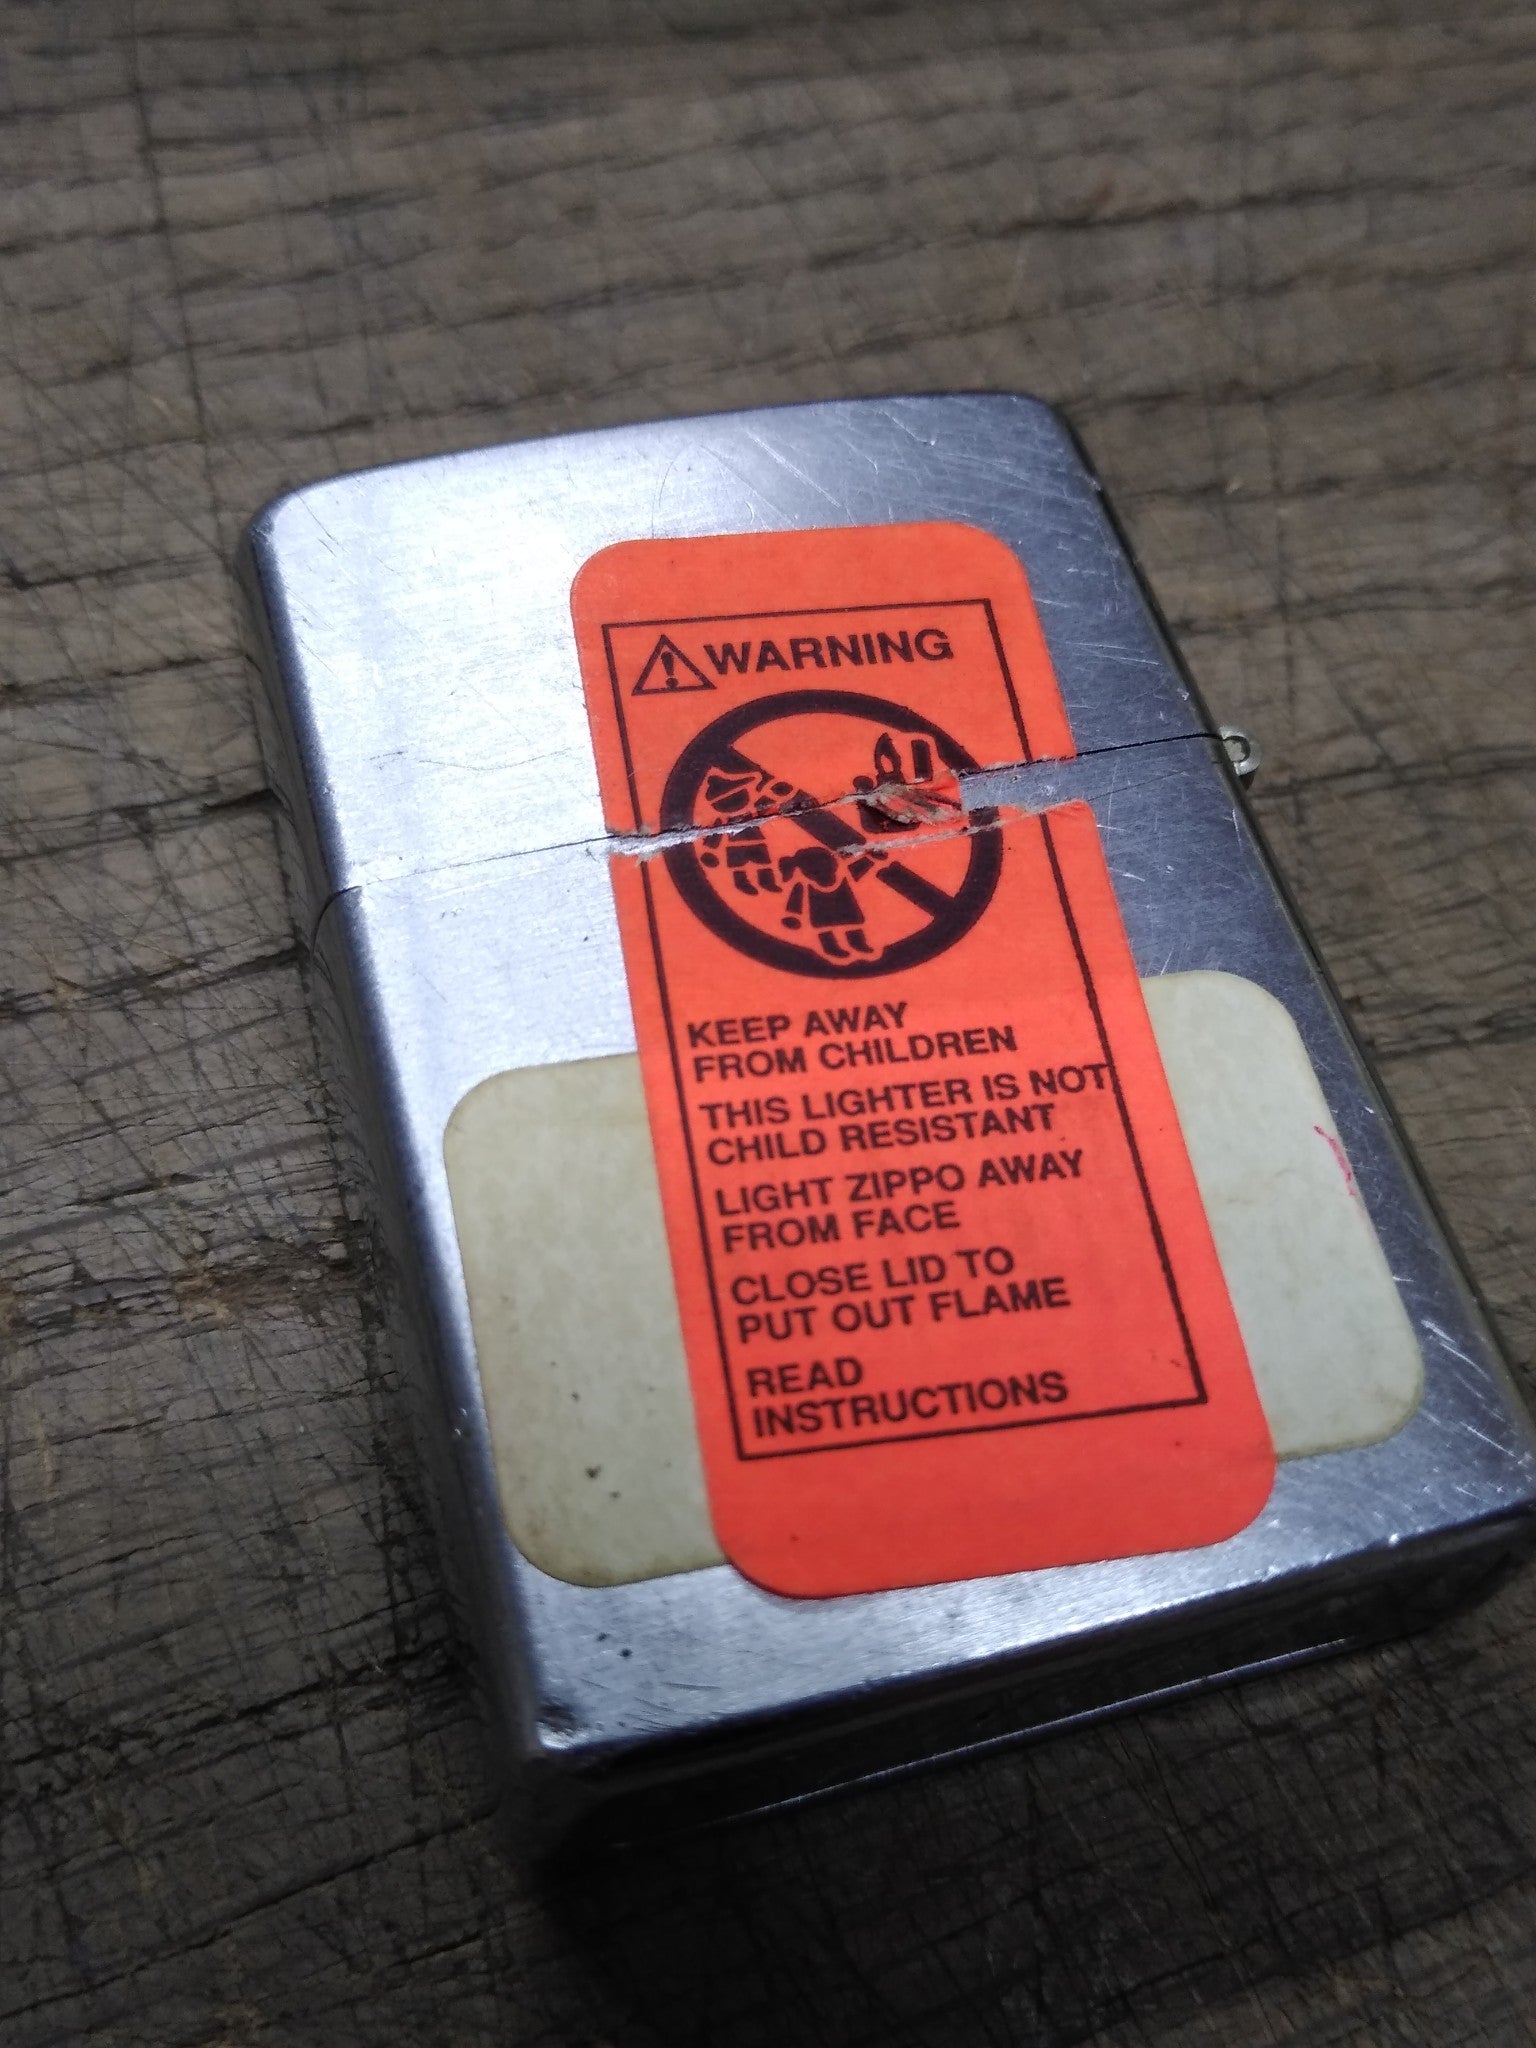 WARNING
KEEP AWAY
FROM CHILDREN
THIS LIGHTER IS NOT
CHILD RESISTANT
LIGHT ZIPPO AWAY
FROM FACE
CLOSE LID TO
PUT OUT FLAME
READ
INSTRUCTIONS